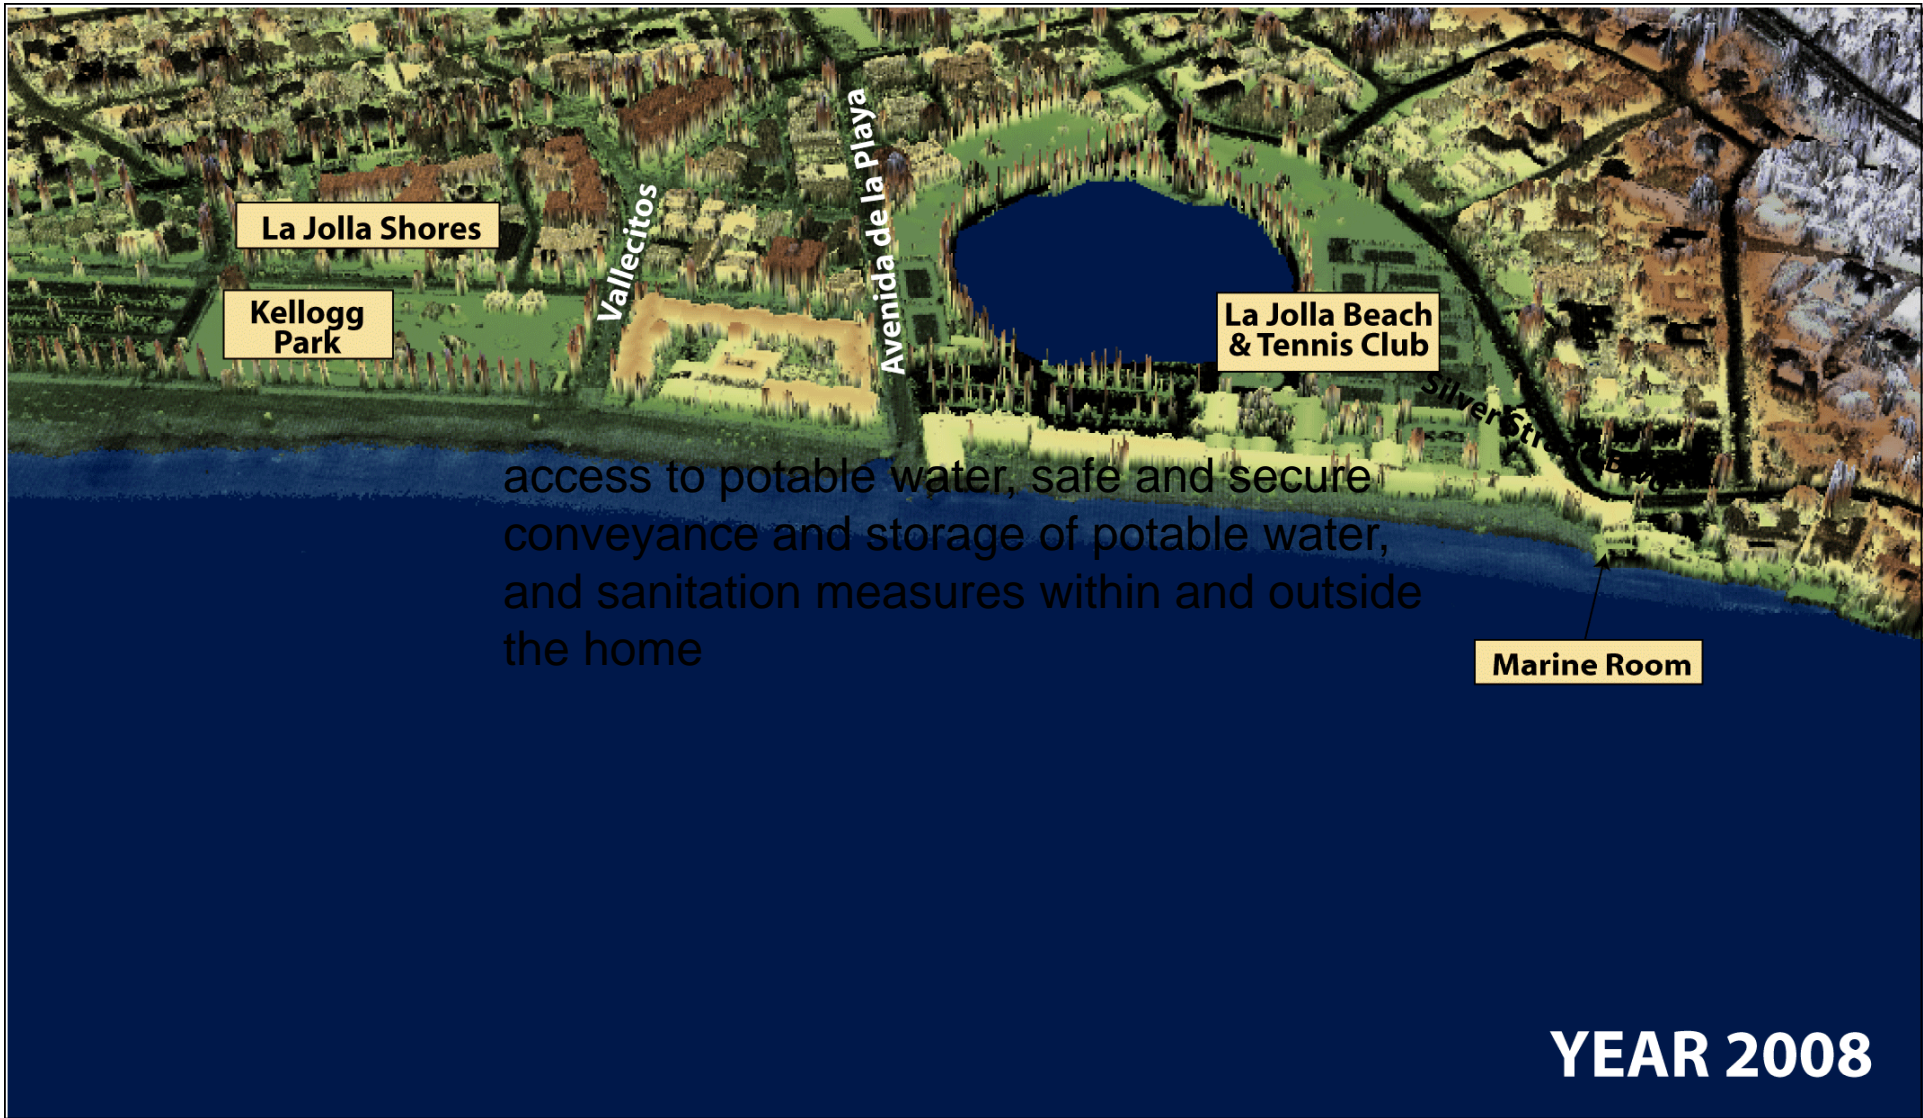 Avenida de la Playa
Vallecitos
La Jolla Shores
Kellogg
Park
La Jolla Beach
& Tennis Club
Silver Strand Blvd
access to potable water, safe and secure
conveyance and storage of potable water,
and sanitation measures within and outside
the home
Marine Room
YEAR 2008